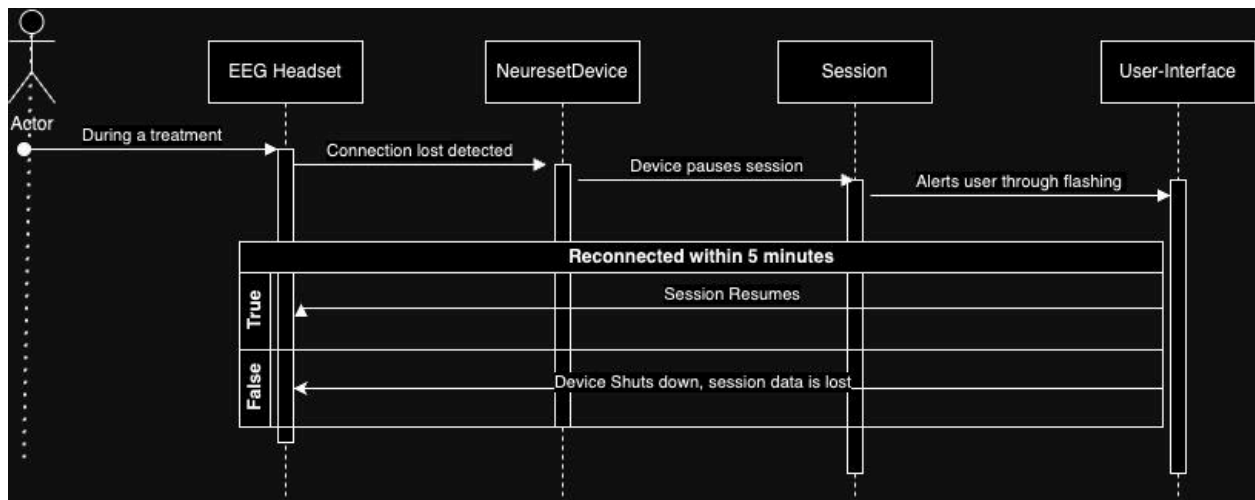 EEG Headset
NeuresetDevice
Session
User-Interface
Actor
During a treatment
Connection lost detected
Device pauses session
Alerts user through flashing
Reconnected within 5 minutes
True
Session Resumes
False
Device Shuts down, session data is lost